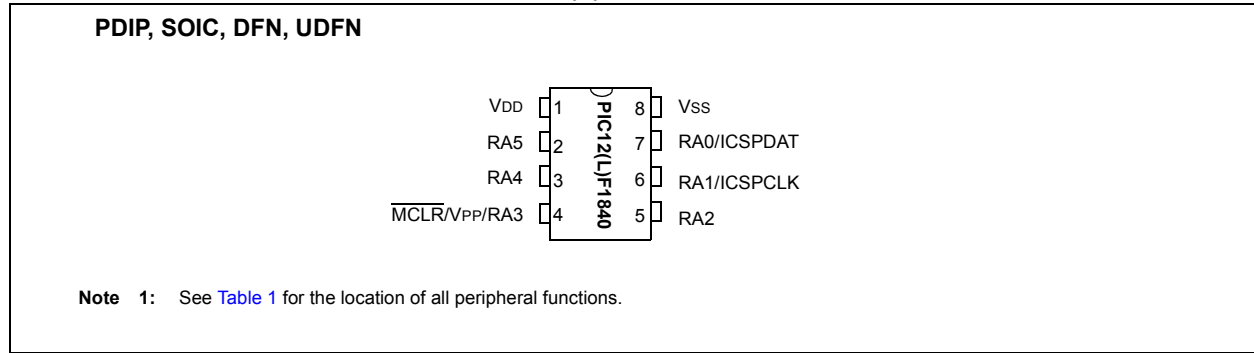 PDIP, SOIC, DFN, UDFN
VDD 1 8 VSS
RA5 2 7 RA0/ICSPDAT
RA4 3 6 RA1/ICSPCLK
MCLR/VPP/RA3 4 5 RA2
PIC12(L)F1840
Note 1: See Table 1 for the location of all peripheral functions.